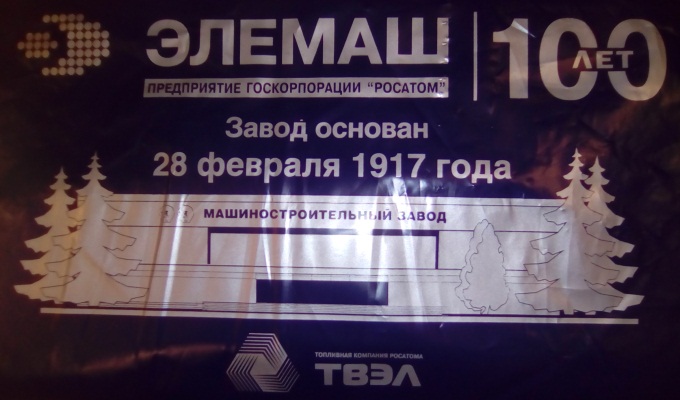 ЭЛЕМАШ
ПРЕДПРИЯТИЕ ГОСКОРПОРАЦИИ "РОСАТОМ"
100 ЛЕТ
Завод основан
28 февраля 1917 года
МАШИНОСТРОИТЕЛЬНЫЙ ЗАВОД
ТОПЛИВНАЯ КОМПАНИЯ РОСАТОМА
ТВЭЛ